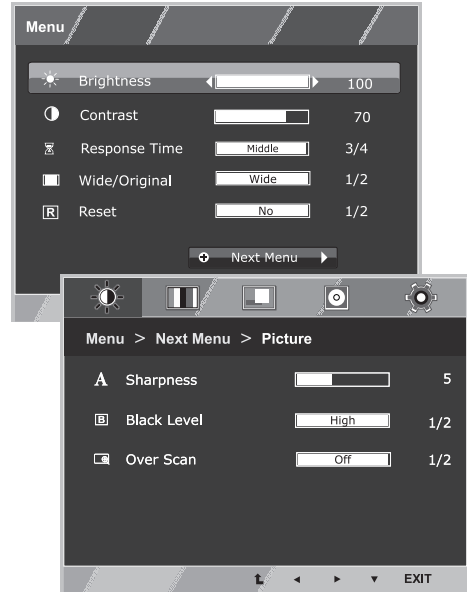 Menu
Brightness 100
Contrast 70
Response Time Middle 3/4
Wide/Original Wide 1/2
R Reset No 1/2
Next Menu
Menu > Next Menu > Picture
A Sharpness 5
B Black Level High 1/2
Over Scan Off 1/2
EXIT